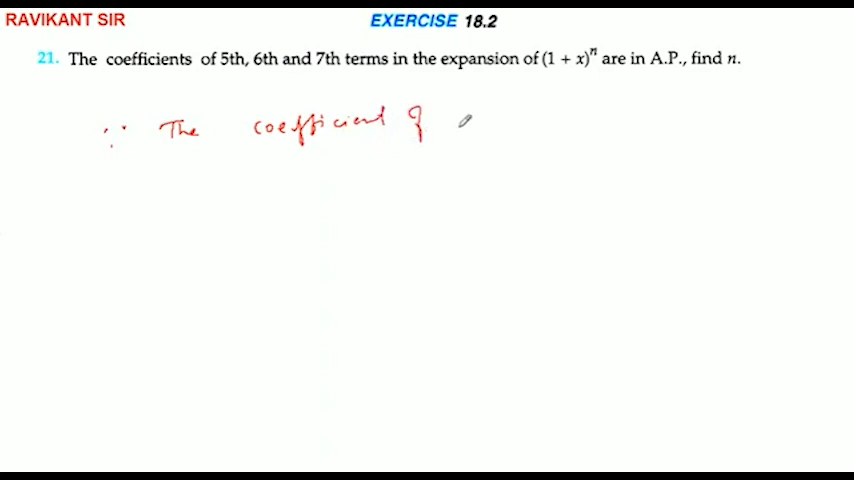 RAVIKANT SIR
EXERCISE 18.2
21. The coefficients of 5th, 6th and 7th terms in the expansion of (1 + x)ⁿ are in A.P., find n.
∵ The coefficient of